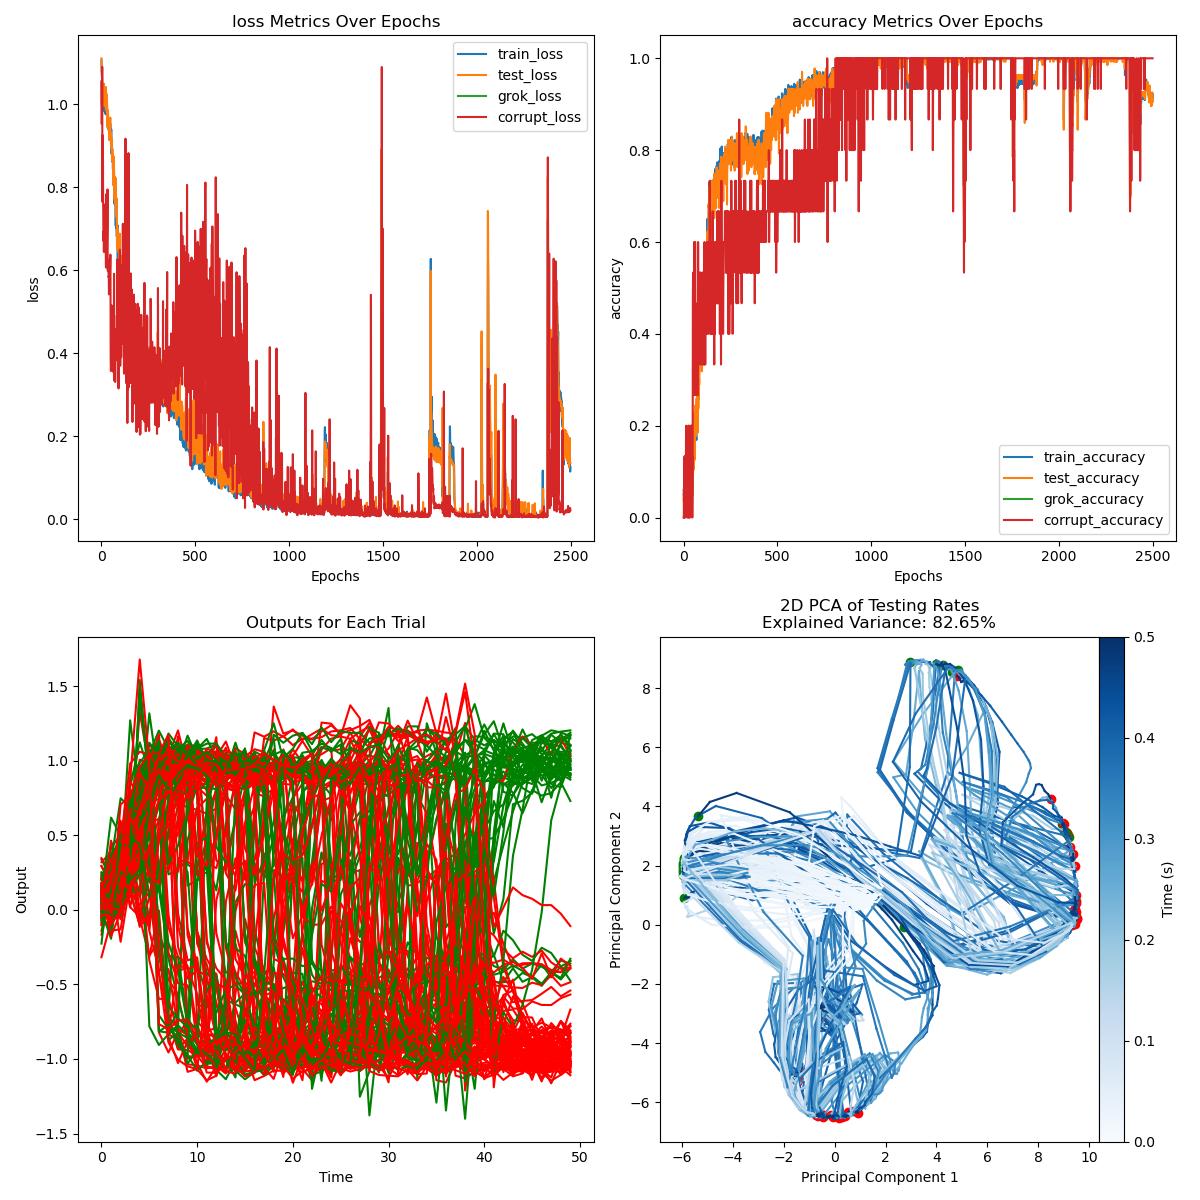 loss Metrics Over Epochs
train_loss
test_loss
grok_loss
corrupt_loss
1.0
0.8
0.6
0.4
0.2
0.0
loss
0 500 1000 1500 2000 2500
Epochs
accuracy Metrics Over Epochs
1.0
0.8
0.6
0.4
0.2
0.0
accuracy
train_accuracy
test_accuracy
grok_accuracy
corrupt_accuracy
0 500 1000 1500 2000 2500
Epochs
Outputs for Each Trial
1.5
1.0
0.5
0.0
−0.5
−1.0
−1.5
Output
0 10 20 30 40 50
Time
2D PCA of Testing Rates
Explained Variance: 82.65%
8
6
4
2
0
−2
−4
−6
Principal Component 2
−6 −4 −2 0 2 4 6 8 10
Principal Component 1
0.5
0.4
0.3
0.2
0.1
0.0
Time (s)